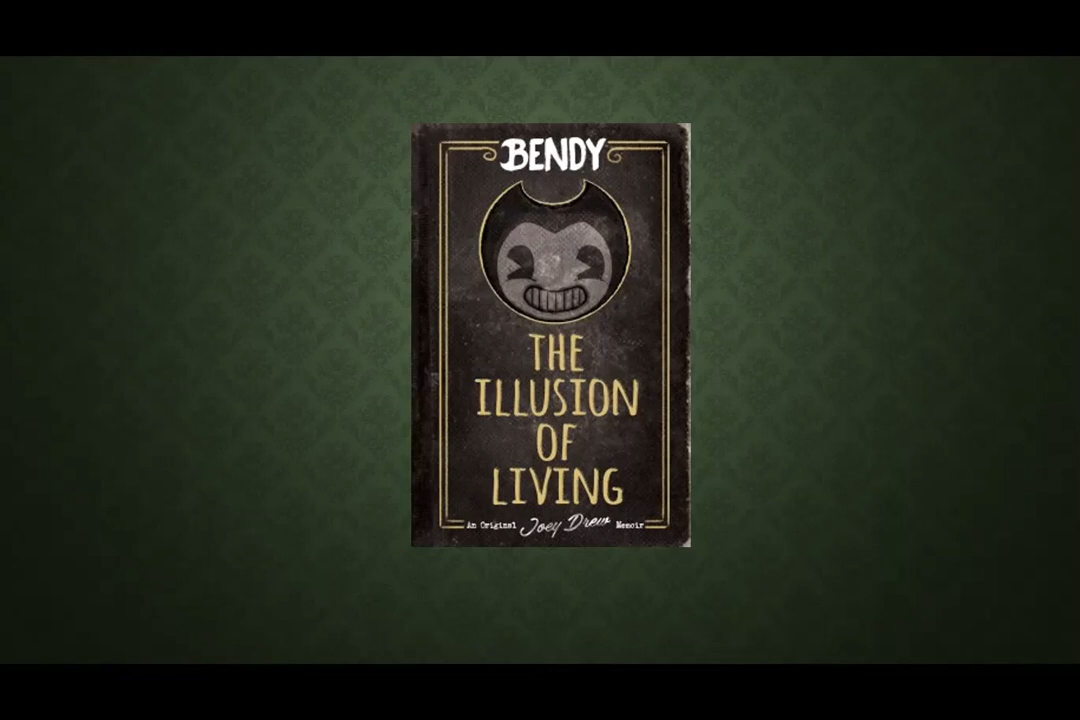 BENDY
THE
ILLUSION
OF
LIVING
An Original Joey Drew Memoir